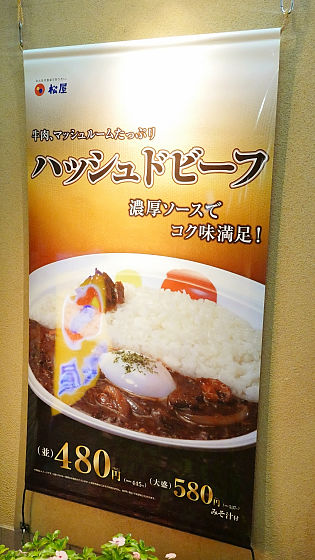 松屋
牛肉、マッシュルームたっぷり
ハッシュドビーフ
濃厚ソースで
コク味満足！
(並)480円
(大盛)580円
みそ汁付